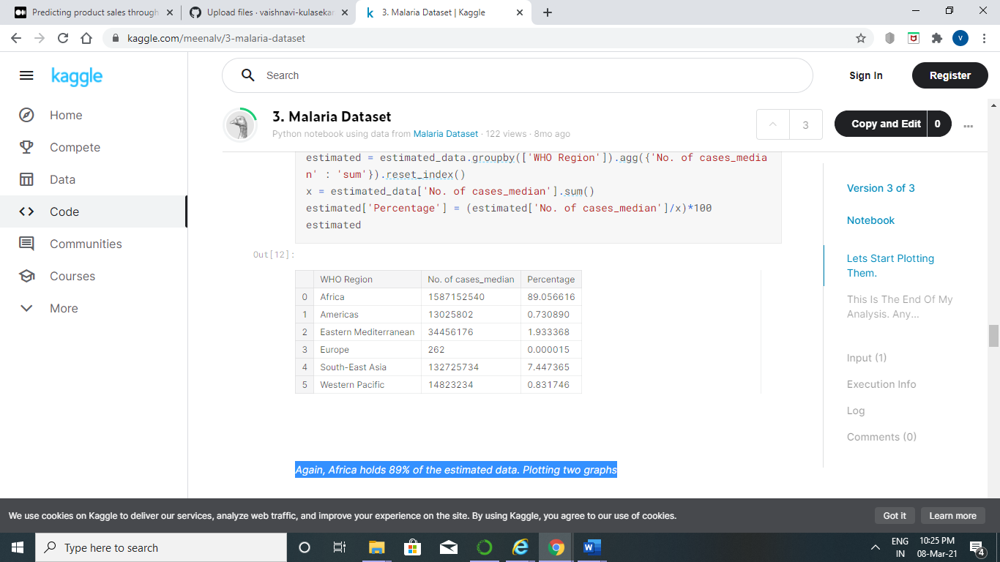 Predicting product sales through
Upload files · vaishnavi-kulasekar
3. Malaria Dataset | Kaggle
kaggle.com/meenalv/3-malaria-dataset
V
kaggle
Search
Sign In
Register
Home
Compete
Data
Code
Communities
Courses
More
3. Malaria Dataset
Python notebook using data from Malaria Dataset · 122 views · 8mo ago
3
Copy and Edit 0
...
estimated = estimated_data.groupby(['WHO Region']).agg({'No. of cases_media
n' : 'sum'}).reset_index()
x = estimated_data['No. of cases_median'].sum()
estimated['Percentage'] = (estimated['No. of cases_median']/x)*100
estimated
Out[12]:
WHO Region No. of cases_median Percentage
0 Africa 1587152540 89.056616
1 Americas 13025802 0.730890
2 Eastern Mediterranean 34456176 1.933368
3 Europe 262 0.000015
4 South-East Asia 132725734 7.447365
5 Western Pacific 14823234 0.831746
Again, Africa holds 89% of the estimated data. Plotting two graphs
Version 3 of 3
Notebook
Lets Start Plotting
Them.
This Is The End Of My
Analysis. Any...
Input (1)
Execution Info
Log
Comments (0)
We use cookies on Kaggle to deliver our services, analyze web traffic, and improve your experience on the site. By using Kaggle, you agree to our use of cookies.
Got it
Learn more
Type here to search
ENG
IN
10:25 PM
08-Mar-21
4